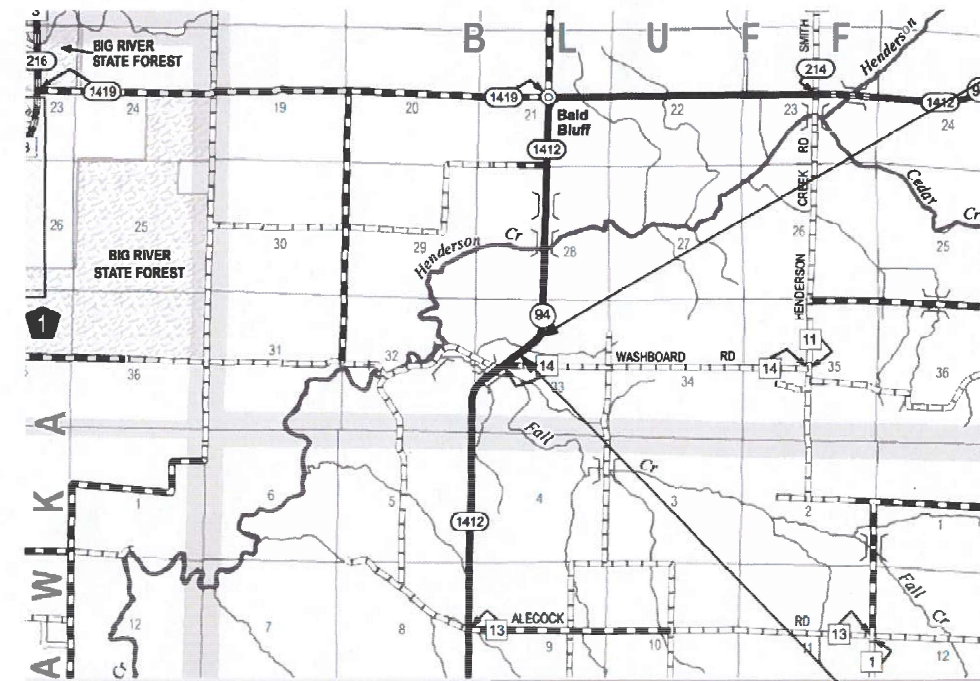 3
B L U F F
SMITH
Henderson
BIG RIVER
STATE FOREST
216
214
1419
1419
1412
9
23
24
19
20
21
22
23
24
Bald
Bluff
1412
RD
CREEK
Cedar
Cr
26
25
30
29
Cr
Henderson
28
27
26
25
BIG RIVER
STATE FOREST
HENDERSON
94
1
11
31
32
14
WASHBOARD RD
14
35
36
33
34
36
Fall
Cr
A
K
W
A
1
6
5
4
3
2
1
1412
Fall
Cr
12
7
8
13
ALECOCK
RD
13
9
10
11
12
1
Cr